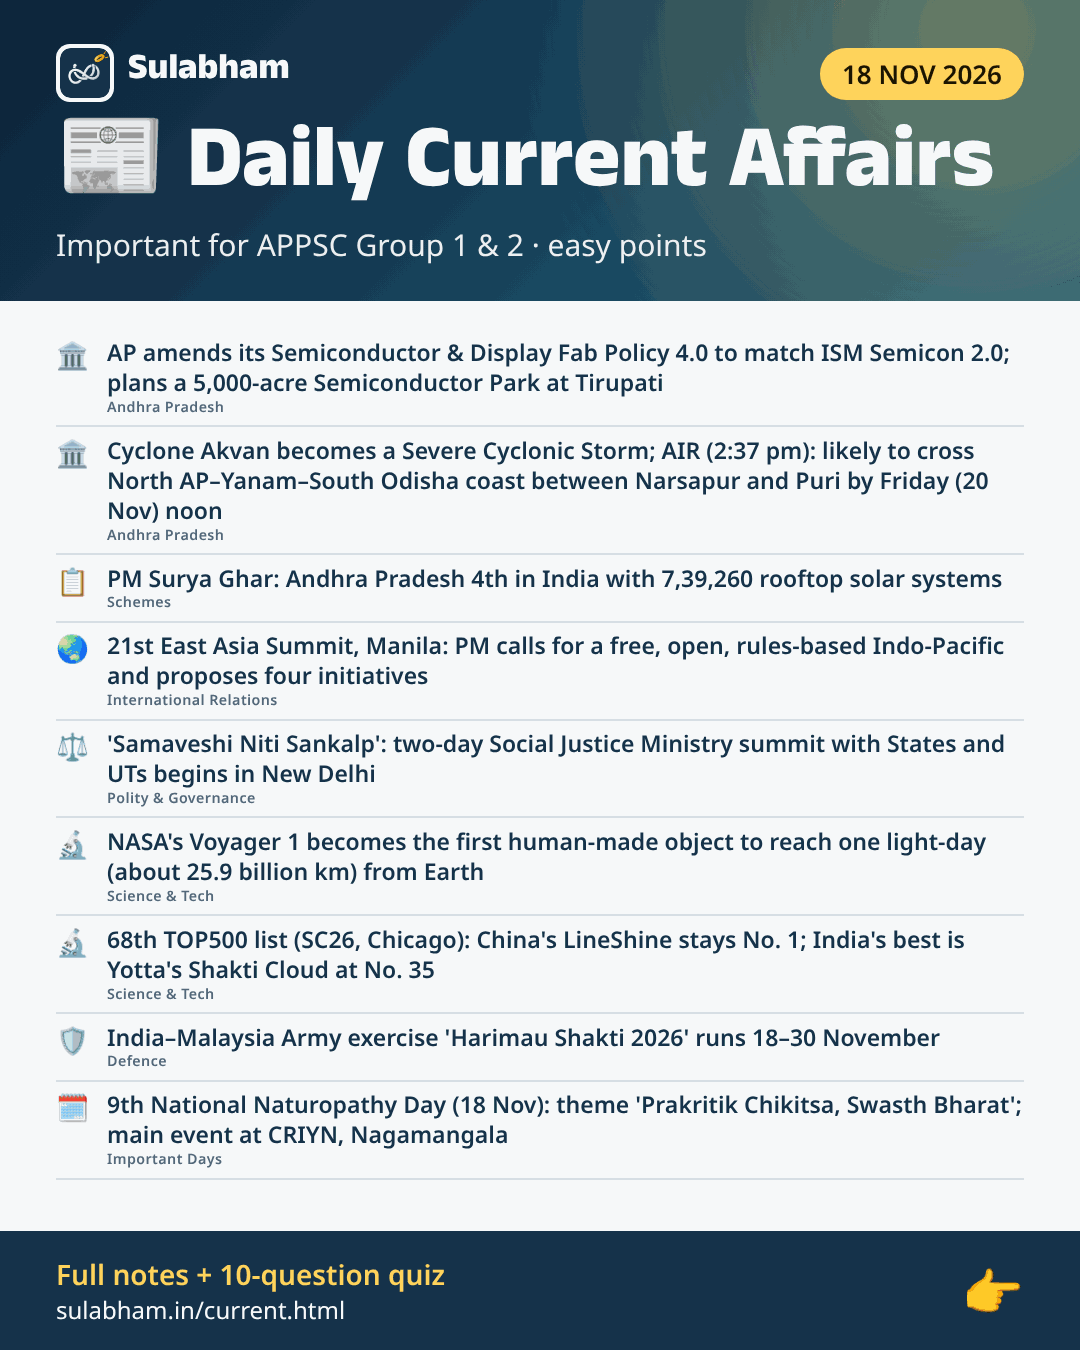 Sulabham
18 NOV 2026
Daily Current Affairs
Important for APPSC Group 1 & 2 · easy points
AP amends its Semiconductor & Display Fab Policy 4.0 to match ISM Semicon 2.0;
plans a 5,000-acre Semiconductor Park at Tirupati
Andhra Pradesh
Cyclone Akvan becomes a Severe Cyclonic Storm; AIR (2:37 pm): likely to cross
North AP–Yanam–South Odisha coast between Narsapur and Puri by Friday (20
Nov) noon
Andhra Pradesh
PM Surya Ghar: Andhra Pradesh 4th in India with 7,39,260 rooftop solar systems
Schemes
21st East Asia Summit, Manila: PM calls for a free, open, rules-based Indo-Pacific
and proposes four initiatives
International Relations
'Samaveshi Niti Sankalp': two-day Social Justice Ministry summit with States and
UTs begins in New Delhi
Polity & Governance
NASA's Voyager 1 becomes the first human-made object to reach one light-day
(about 25.9 billion km) from Earth
Science & Tech
68th TOP500 list (SC26, Chicago): China's LineShine stays No. 1; India's best is
Yotta's Shakti Cloud at No. 35
Science & Tech
India–Malaysia Army exercise 'Harimau Shakti 2026' runs 18–30 November
Defence
9th National Naturopathy Day (18 Nov): theme 'Prakritik Chikitsa, Swasth Bharat';
main event at CRIYN, Nagamangala
Important Days
Full notes + 10-question quiz
sulabham.in/current.html